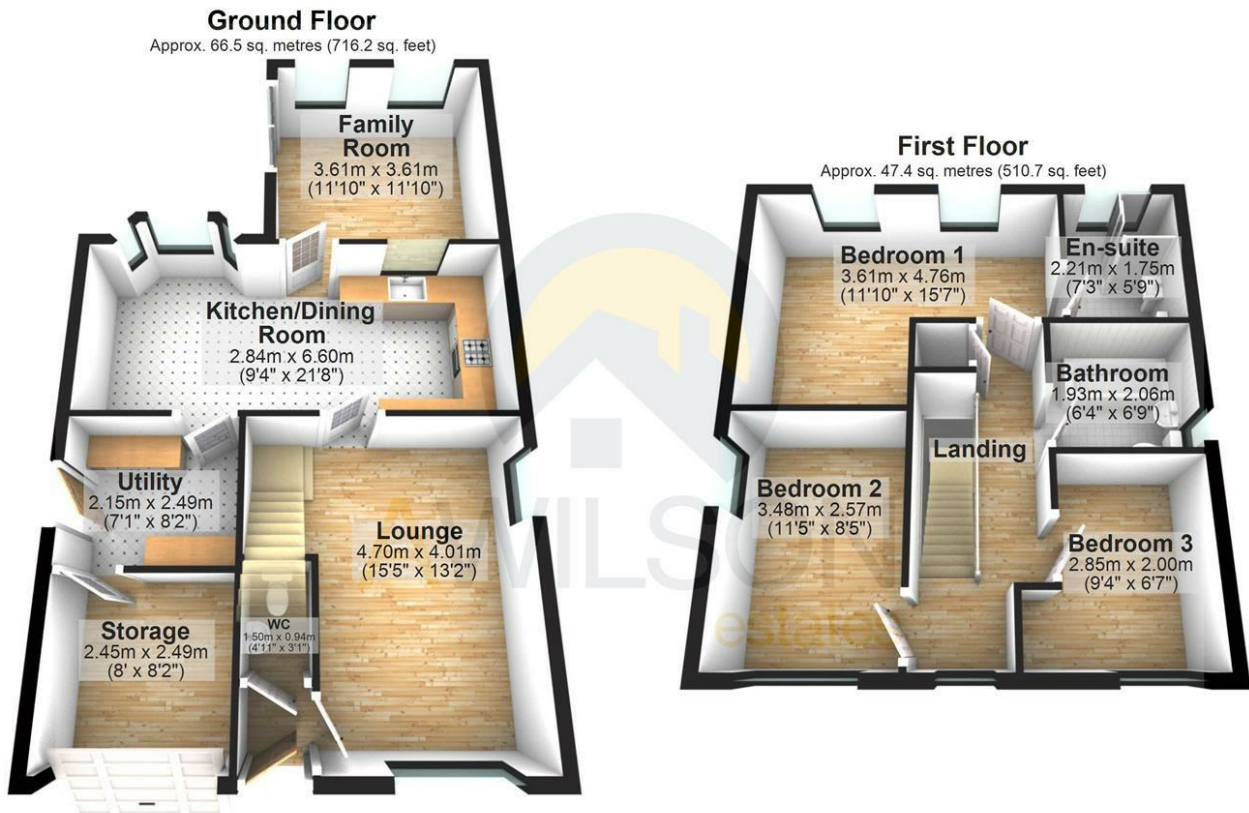 Ground Floor
Approx. 66.5 sq. metres (716.2 sq. feet)
Family
Room
3.61m x 3.61m
(11'10" x 11'10")
Kitchen/Dining
Room
2.84m x 6.60m
(9'4" x 21'8")
Utility
2.15m x 2.49m
(7'1" x 8'2")
Lounge
4.70m x 4.01m
(15'5" x 13'2")
WC
1.50m x 0.94m
(4'11" x 3'1")
Storage
2.45m x 2.49m
(8' x 8'2")
First Floor
Approx. 47.4 sq. metres (510.7 sq. feet)
Bedroom 1
3.61m x 4.76m
(11'10" x 15'7")
En-suite
2.21m x 1.75m
(7'3" x 5'9")
Bathroom
1.93m x 2.06m
(6'4" x 6'9")
Landing
Bedroom 2
3.48m x 2.57m
(11'5" x 8'5")
Bedroom 3
2.85m x 2.00m
(9'4" x 6'7")
AWILSON
estates